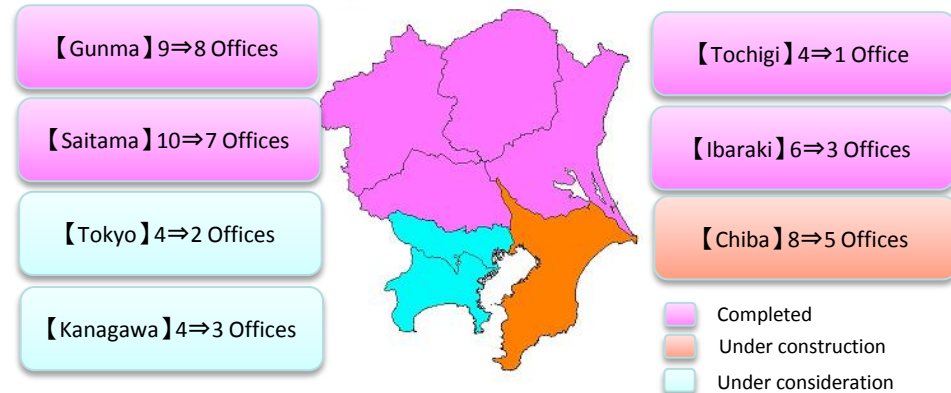 【Gunma】9⇒8 Offices
【Saitama】10⇒7 Offices
【Tokyo】4⇒2 Offices
【Kanagawa】4⇒3 Offices
【Tochigi】4⇒1 Office
【Ibaraki】6⇒3 Offices
【Chiba】8⇒5 Offices
Completed
Under construction
Under consideration